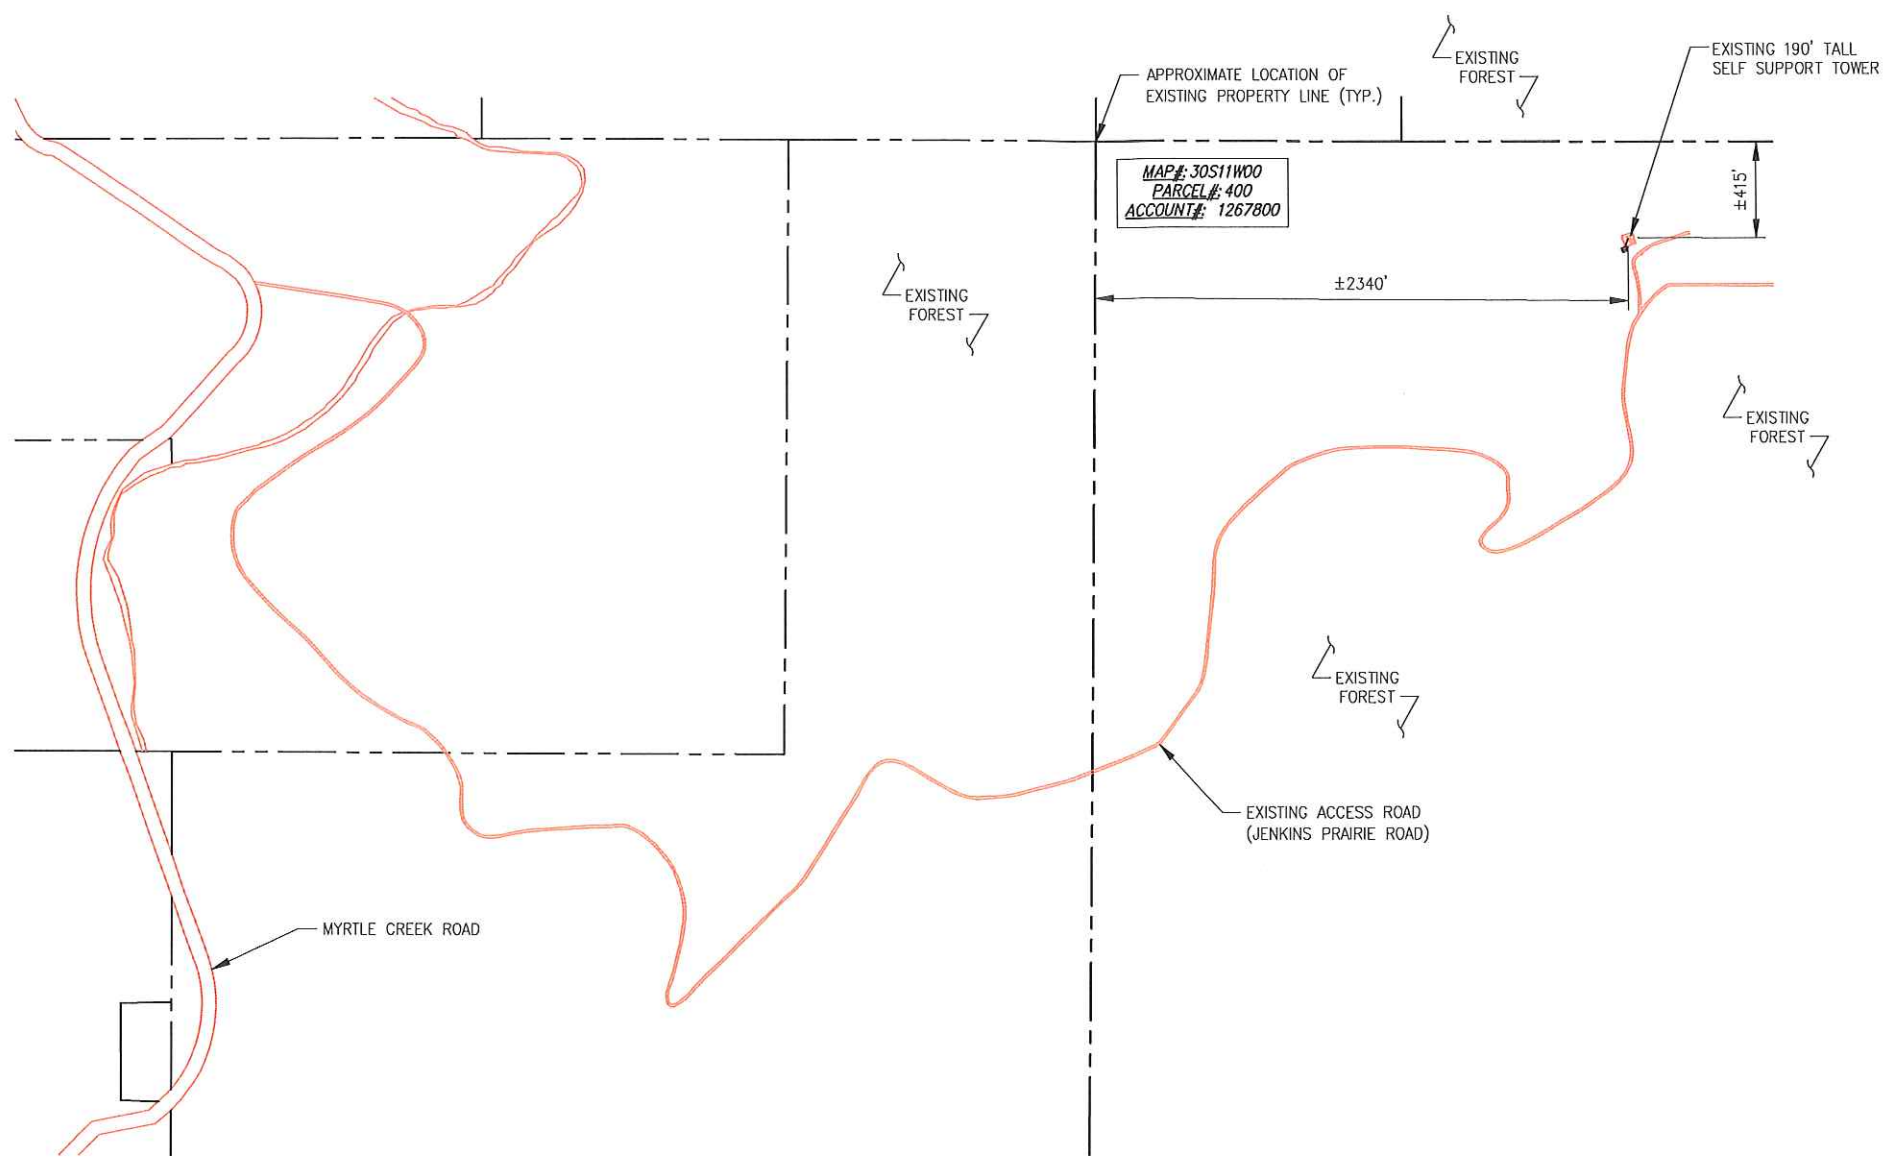 EXISTING
FOREST
EXISTING 190' TALL
SELF SUPPORT TOWER
APPROXIMATE LOCATION OF
EXISTING PROPERTY LINE (TYP.)
MAP#: 30S11W00
PARCEL#: 400
ACCOUNT#: 1267800
±415'
±2340'
EXISTING
FOREST
EXISTING
FOREST
EXISTING
FOREST
EXISTING ACCESS ROAD
(JENKINS PRAIRIE ROAD)
MYRTLE CREEK ROAD